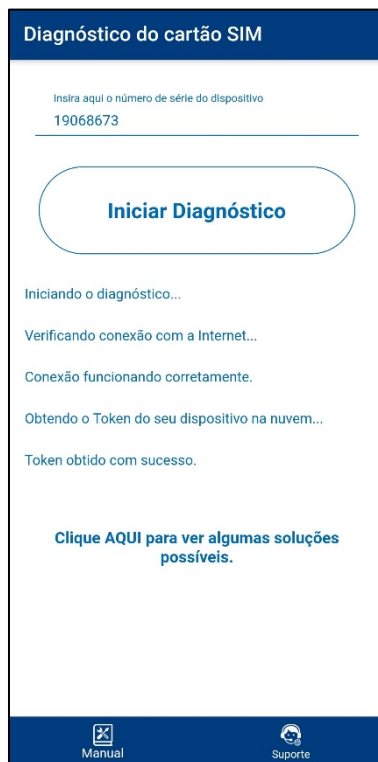 Diagnóstico do cartão SIM
Insira aqui o número de série do dispositivo
19068673
Iniciar Diagnóstico
Iniciando o diagnóstico...
Verificando conexão com a Internet...
Conexão funcionando corretamente.
Obtendo o Token do seu dispositivo na nuvem...
Token obtido com sucesso.
Clique AQUI para ver algumas soluções
possíveis.
Manual
Suporte